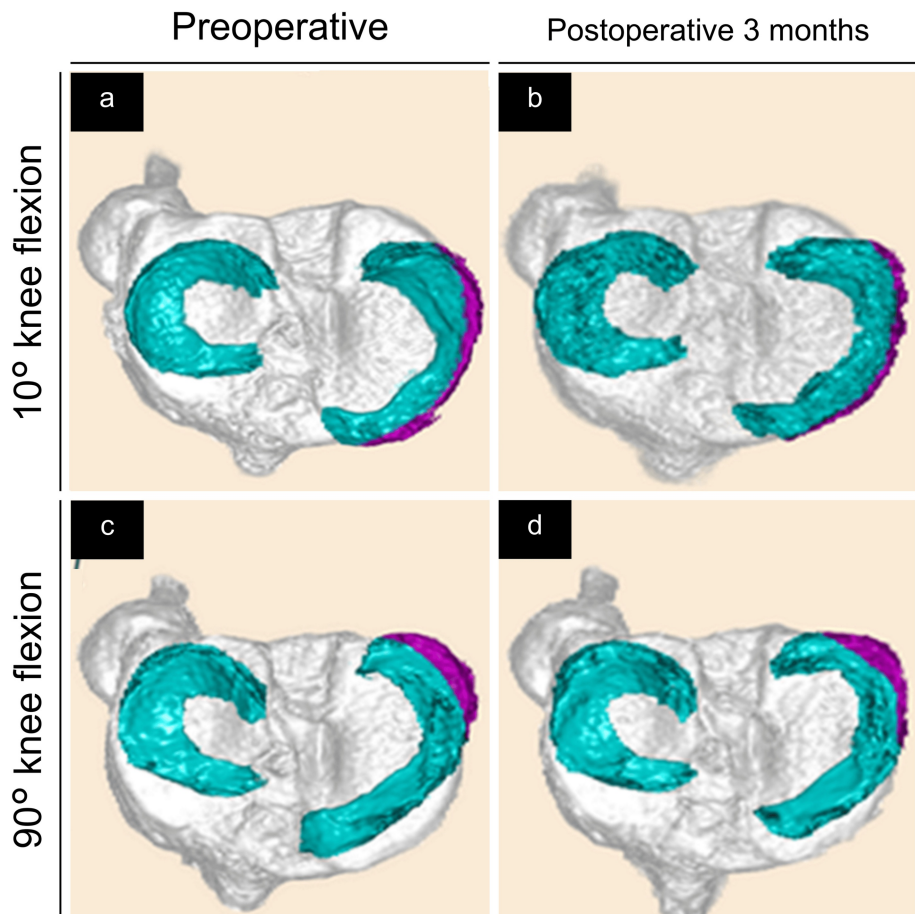 Preoperative
Postoperative 3 months
10° knee flexion
a
b
90° knee flexion
c
d